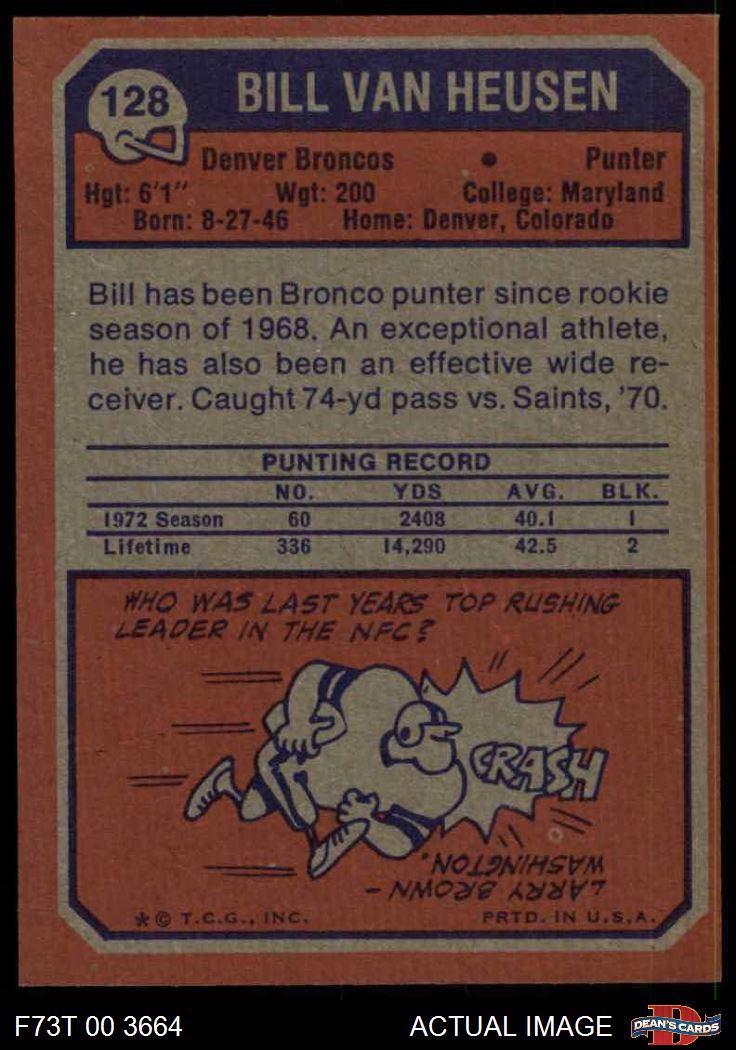 128
BILL VAN HEUSEN
Denver Broncos • Punter
Hgt: 6'1" Wgt: 200 College: Maryland
Born: 8-27-46 Home: Denver, Colorado
Bill has been Bronco punter since rookie
season of 1968. An exceptional athlete,
he has also been an effective wide re-
ceiver. Caught 74-yd pass vs. Saints, '70.
PUNTING RECORD
NO. YDS AVG. BLK.
1972 Season 60 2408 40.1 1
Lifetime 336 14,290 42.5 2
WHO WAS LAST YEARS TOP RUSHING
LEADER IN THE NFC?
CRASH
LARRY BROWN -
WASHINGTON.
* © T.C.G., INC. PRTD. IN U.S.A.
F73T 00 3664 ACTUAL IMAGE
DEAN'S CARDS